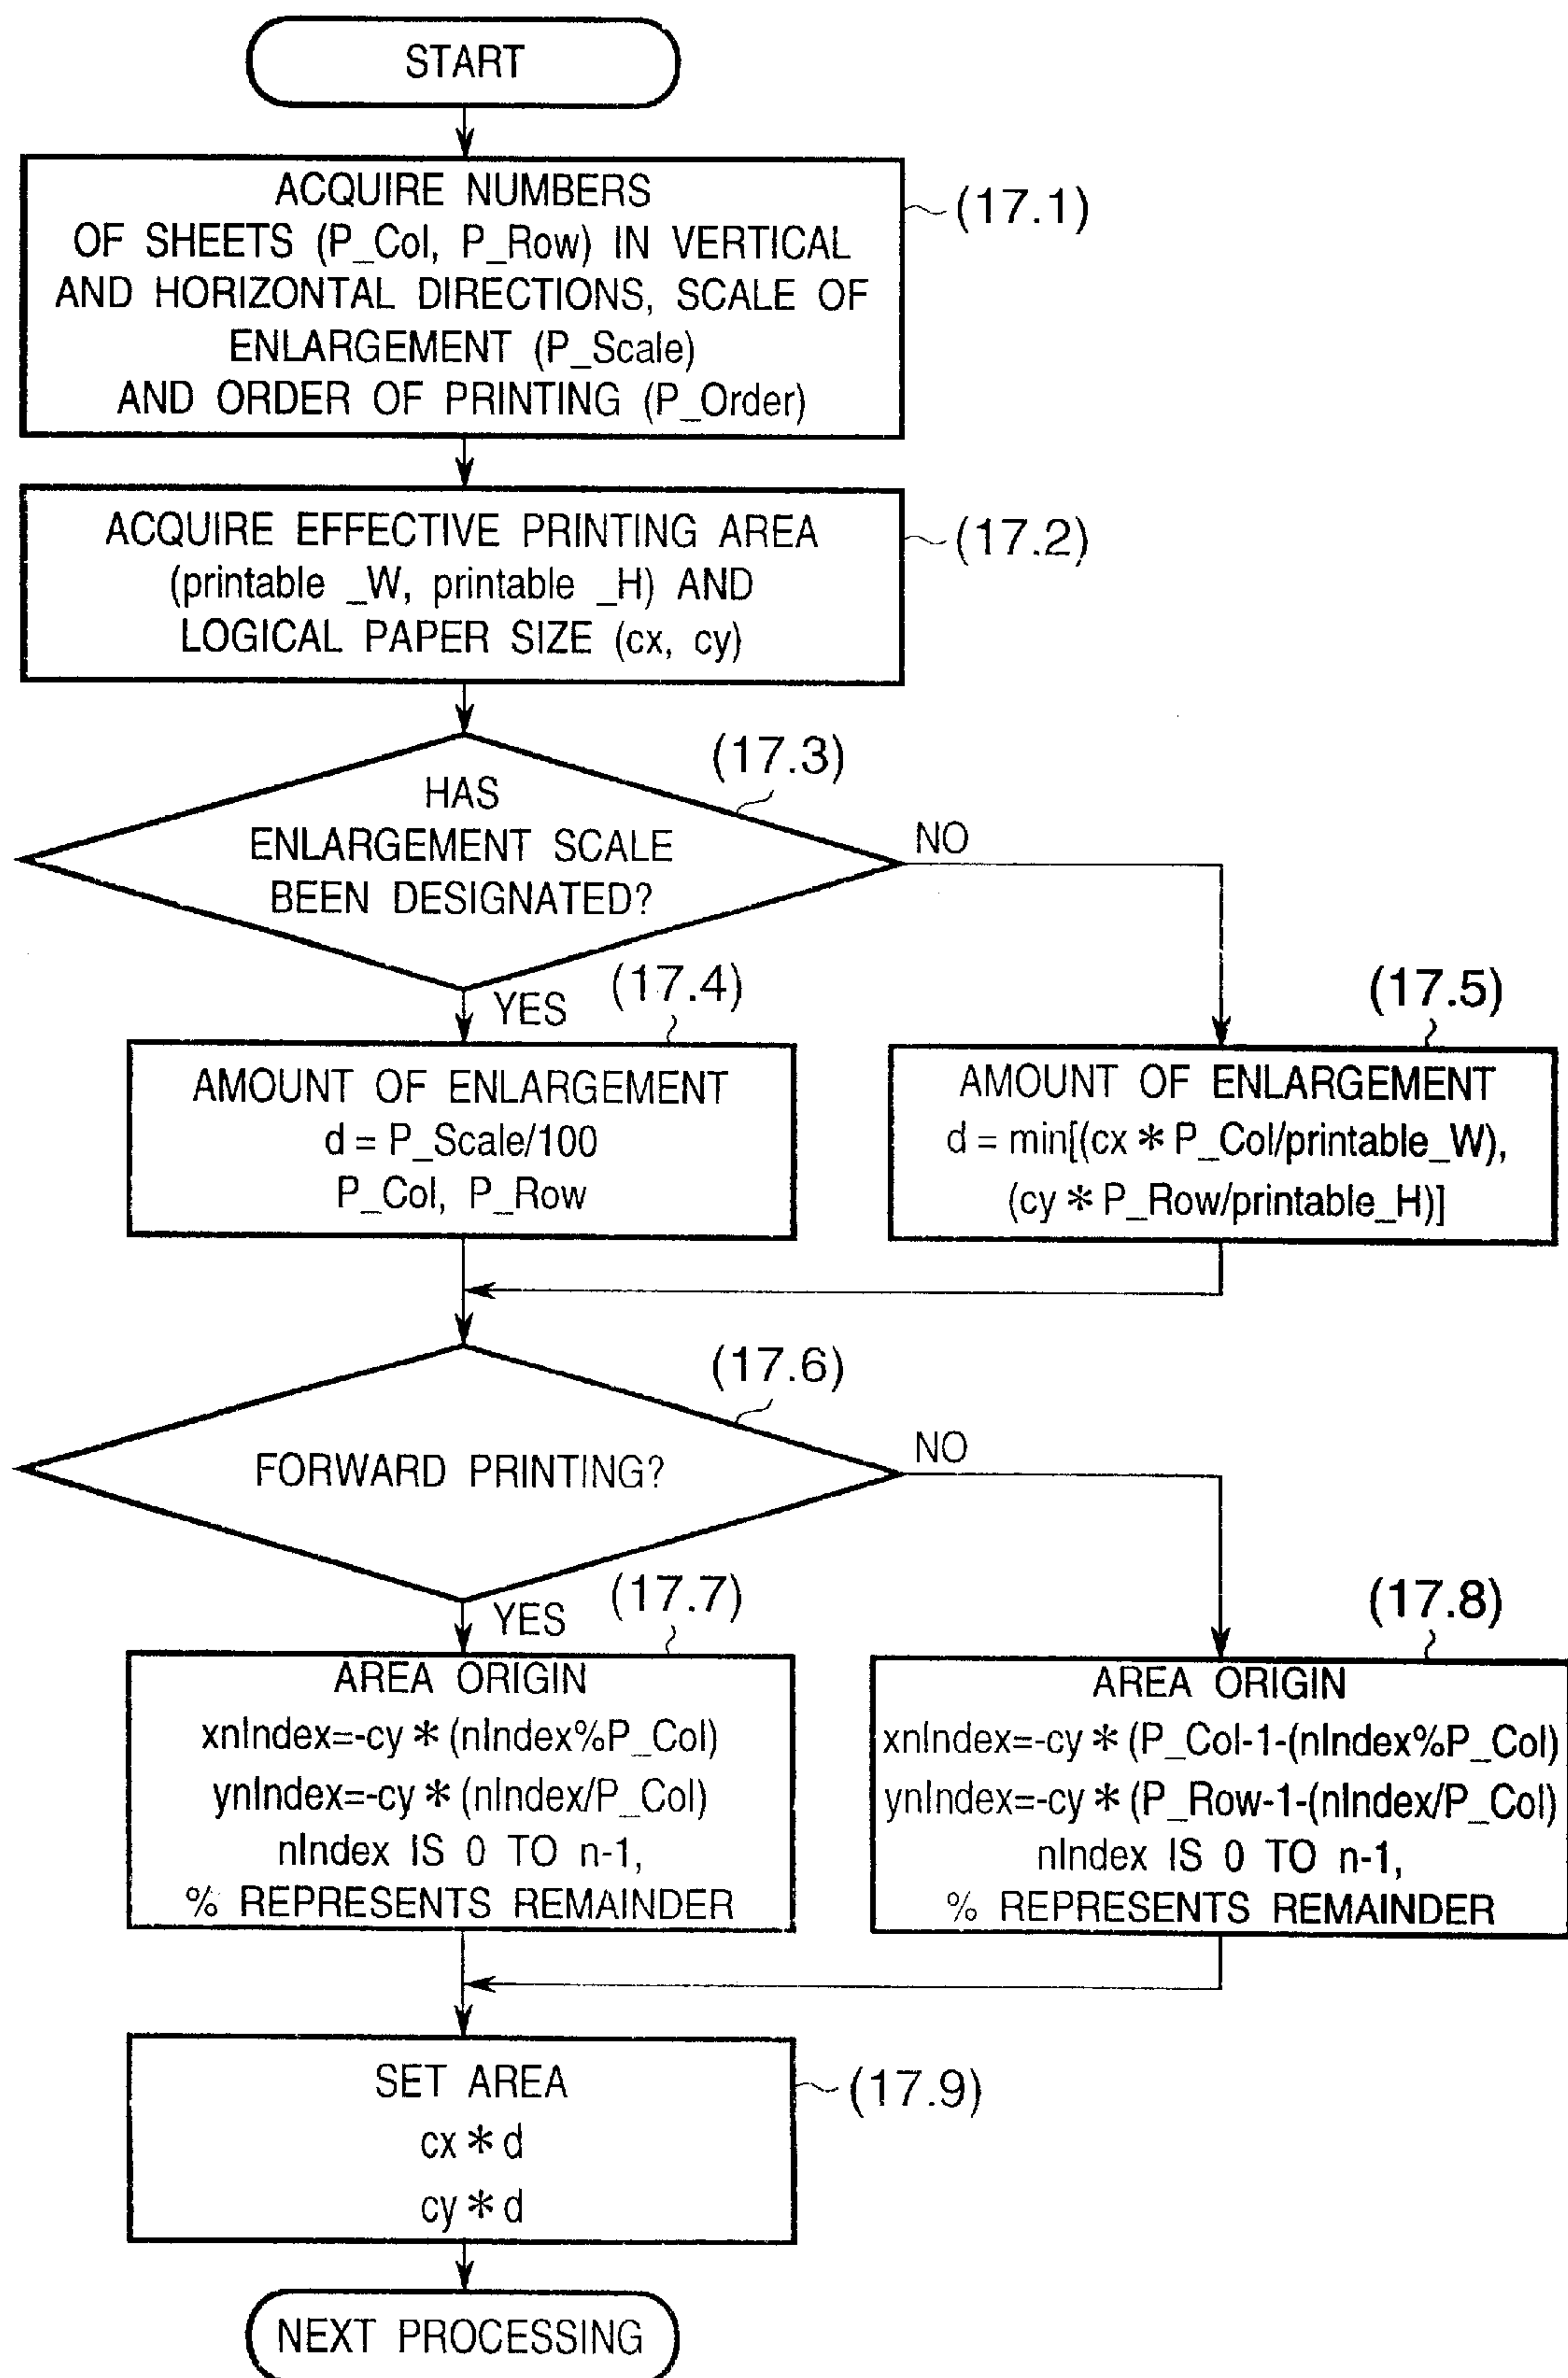 START
ACQUIRE NUMBERS
OF SHEETS (P_Col, P_Row) IN VERTICAL
AND HORIZONTAL DIRECTIONS, SCALE OF
ENLARGEMENT (P_Scale)
AND ORDER OF PRINTING (P_Order)
(17.1)
ACQUIRE EFFECTIVE PRINTING AREA
(printable _W, printable _H) AND
LOGICAL PAPER SIZE (cx, cy)
(17.2)
(17.3)
HAS
ENLARGEMENT SCALE
BEEN DESIGNATED?
NO
YES
(17.4)
AMOUNT OF ENLARGEMENT
d = P_Scale/100
P_Col, P_Row
(17.5)
AMOUNT OF ENLARGEMENT
d = min[(cx * P_Col/printable_W),
(cy * P_Row/printable_H)]
(17.6)
FORWARD PRINTING?
NO
YES
(17.7)
AREA ORIGIN
xnIndex=-cy * (nIndex%P_Col)
ynIndex=-cy * (nIndex/P_Col)
nIndex IS 0 TO n-1,
% REPRESENTS REMAINDER
(17.8)
AREA ORIGIN
xnIndex=-cy * (P_Col-1-(nIndex%P_Col)
ynIndex=-cy * (P_Row-1-(nIndex/P_Col)
nIndex IS 0 TO n-1,
% REPRESENTS REMAINDER
SET AREA
cx * d
cy * d
(17.9)
NEXT PROCESSING